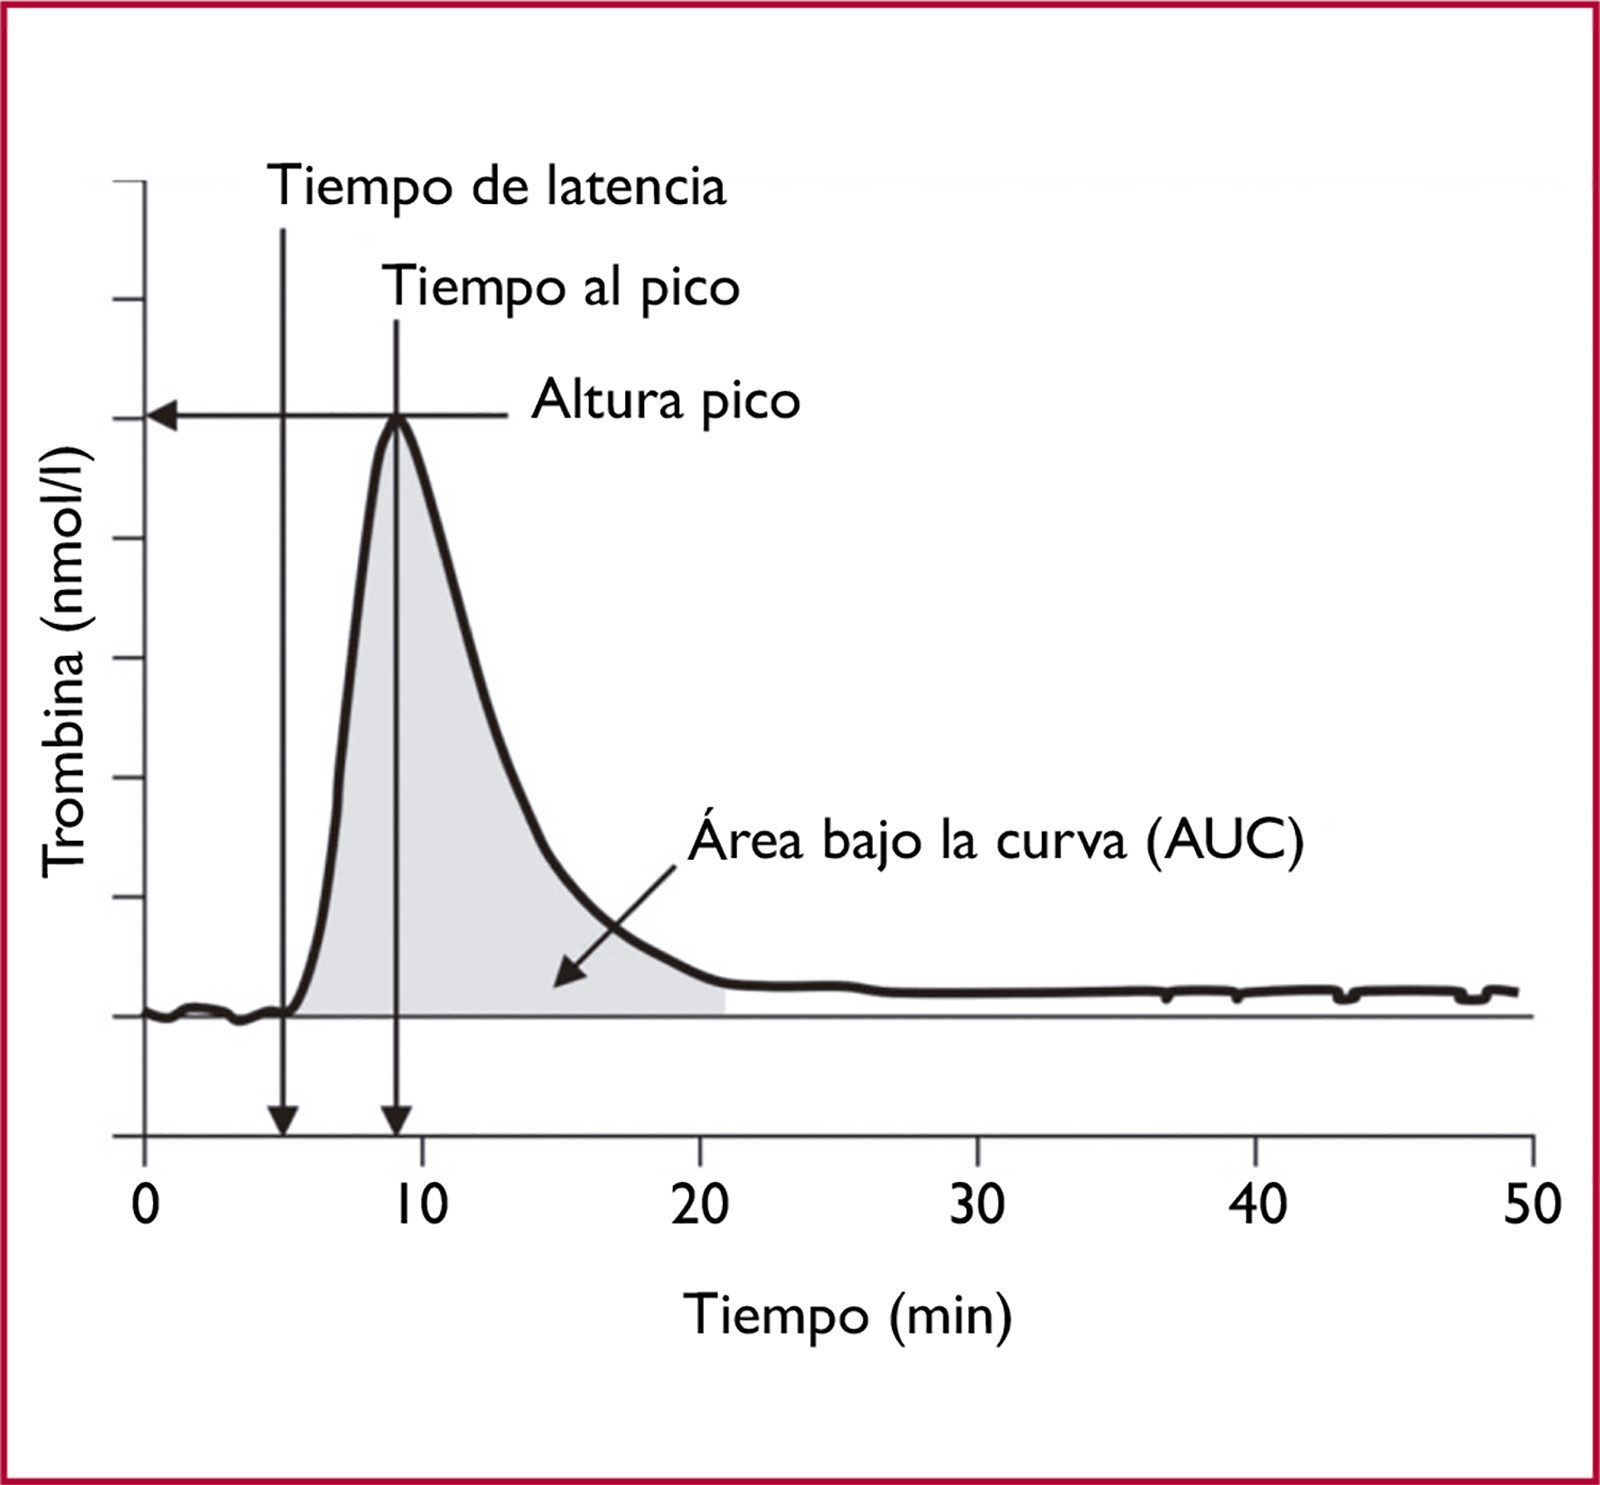 Tiempo de latencia
Tiempo al pico
Altura pico
Trombina (nmol/l)
Área bajo la curva (AUC)
0 10 20 30 40 50
Tiempo (min)